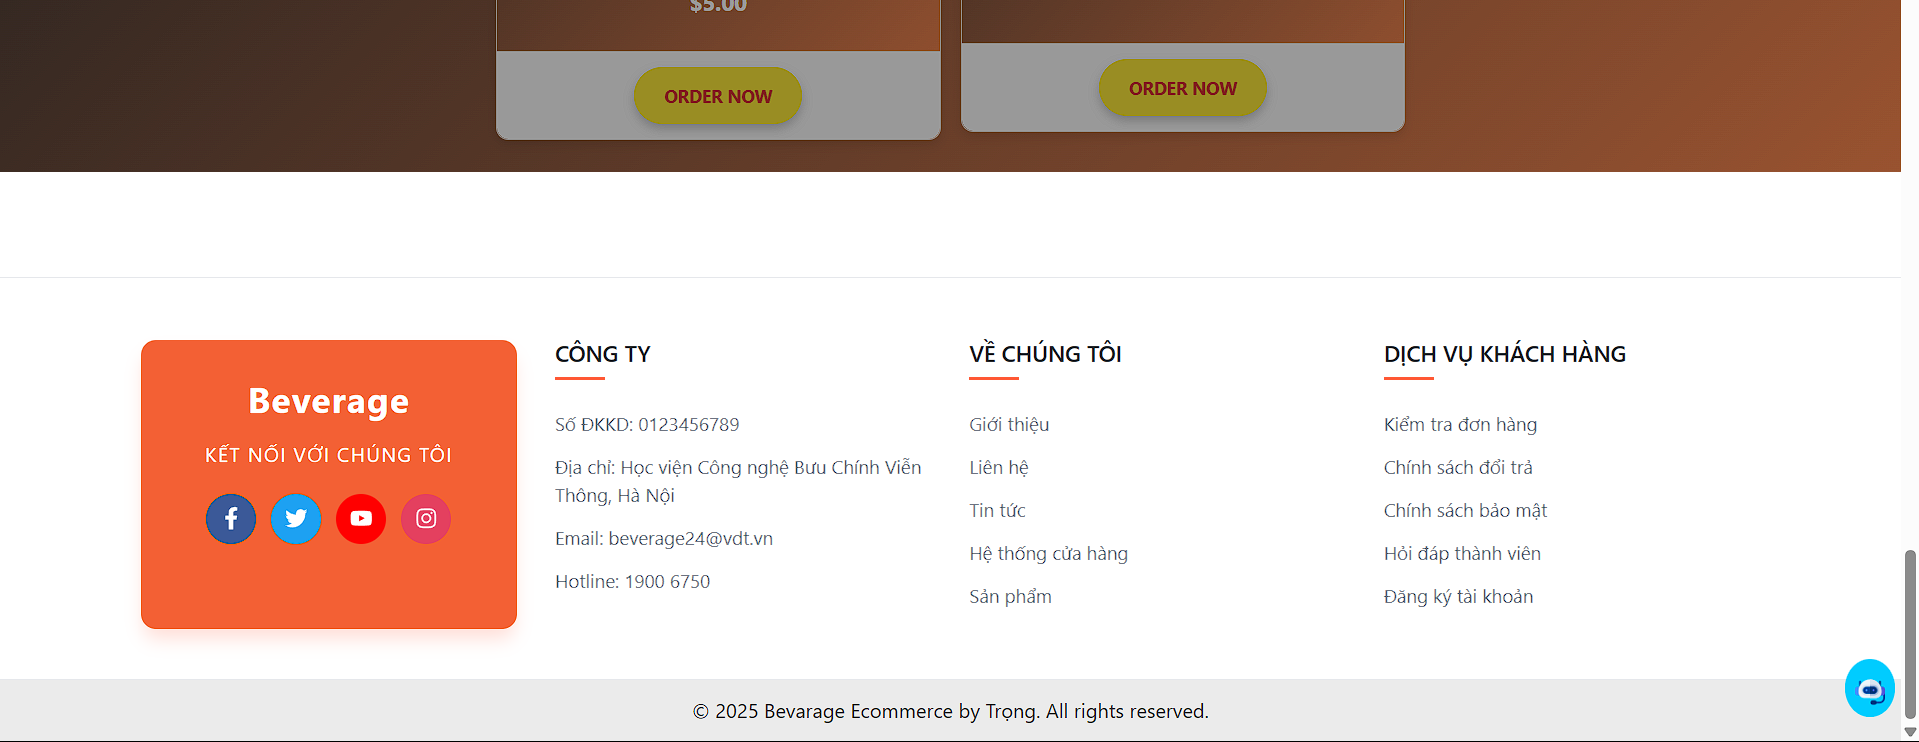 $5.00
ORDER NOW
ORDER NOW
Beverage
KẾT NỐI VỚI CHÚNG TÔI
CÔNG TY
Số ĐKKD: 0123456789
Địa chỉ: Học viện Công nghệ Bưu Chính Viễn
Thông, Hà Nội
Email: beverage24@vdt.vn
Hotline: 1900 6750
VỀ CHÚNG TÔI
Giới thiệu
Liên hệ
Tin tức
Hệ thống cửa hàng
Sản phẩm
DỊCH VỤ KHÁCH HÀNG
Kiểm tra đơn hàng
Chính sách đổi trả
Chính sách bảo mật
Hỏi đáp thành viên
Đăng ký tài khoản
© 2025 Bevarage Ecommerce by Trọng. All rights reserved.